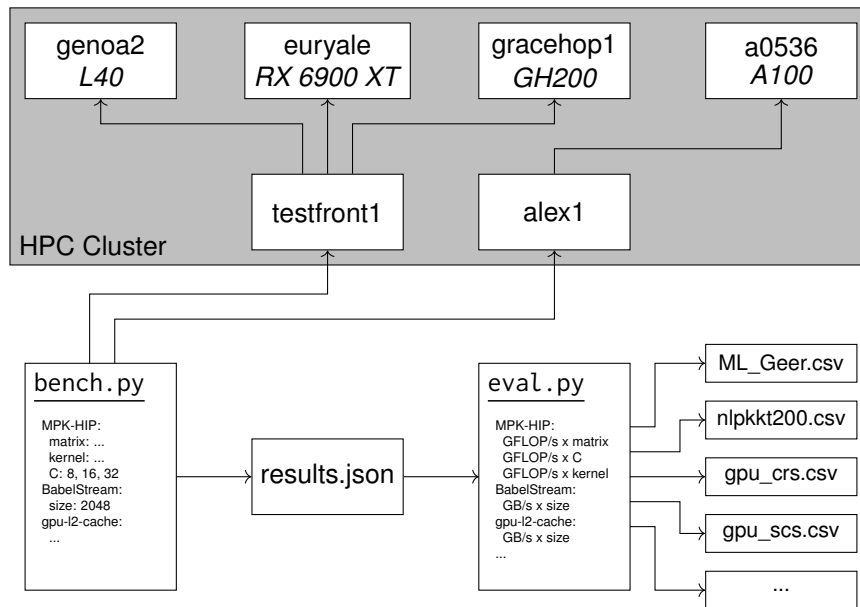 genoa2
L40
euryale
RX 6900 XT
gracehop1
GH200
a0536
A100
testfront1
alex1
HPC Cluster
bench.py
MPK-HIP:
matrix: ...
kernel: ...
C: 8, 16, 32
BabelStream:
size: 2048
gpu-l2-cache:
...
results.json
eval.py
MPK-HIP:
GFLOP/s x matrix
GFLOP/s x C
GFLOP/s x kernel
BabelStream:
GB/s x size
gpu-l2-cache:
GB/s x size
...
ML_Geer.csv
nlpkkt200.csv
gpu_crs.csv
gpu_scs.csv
...